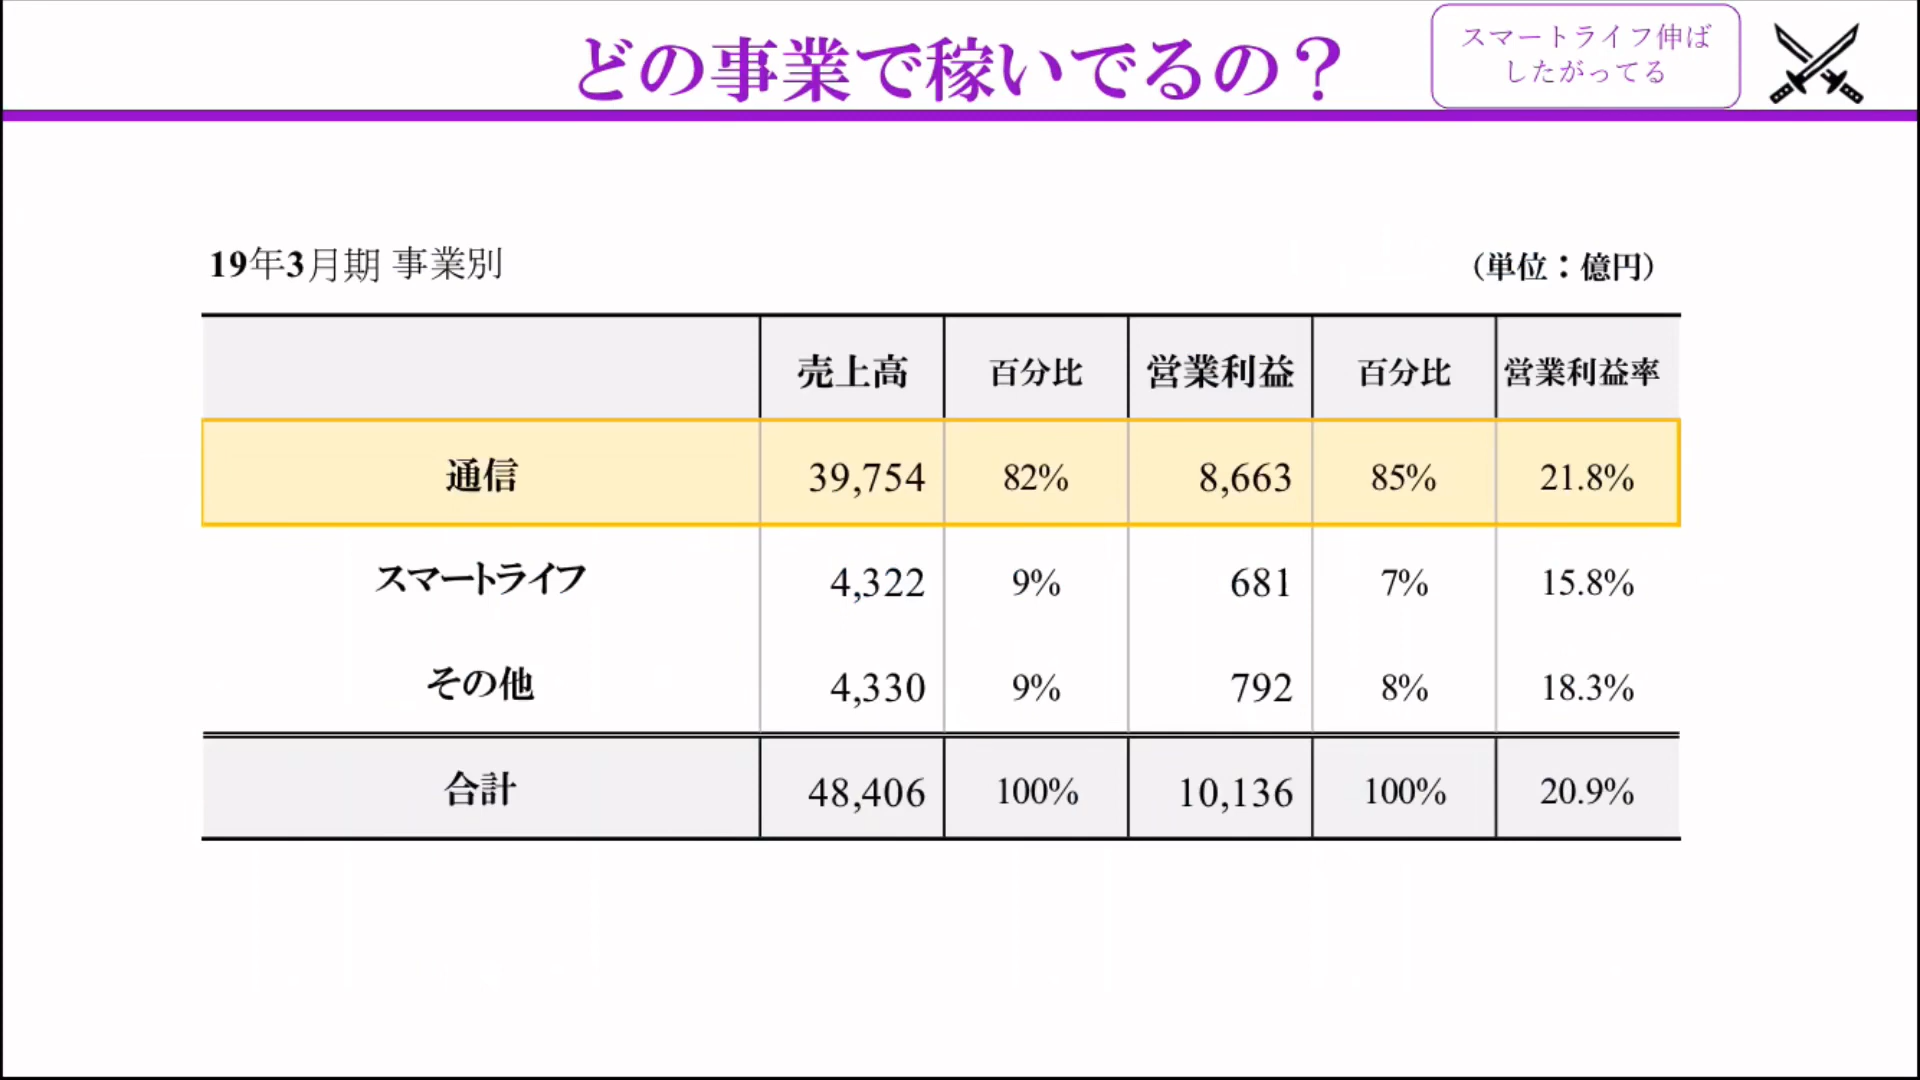 どの事業で稼いでるの？
スマートライフ伸ば
したがってる
19年3月期 事業別
（単位：億円）
売上高 百分比 営業利益 百分比 営業利益率
通信 39,754 82% 8,663 85% 21.8%
スマートライフ 4,322 9% 681 7% 15.8%
その他 4,330 9% 792 8% 18.3%
合計 48,406 100% 10,136 100% 20.9%